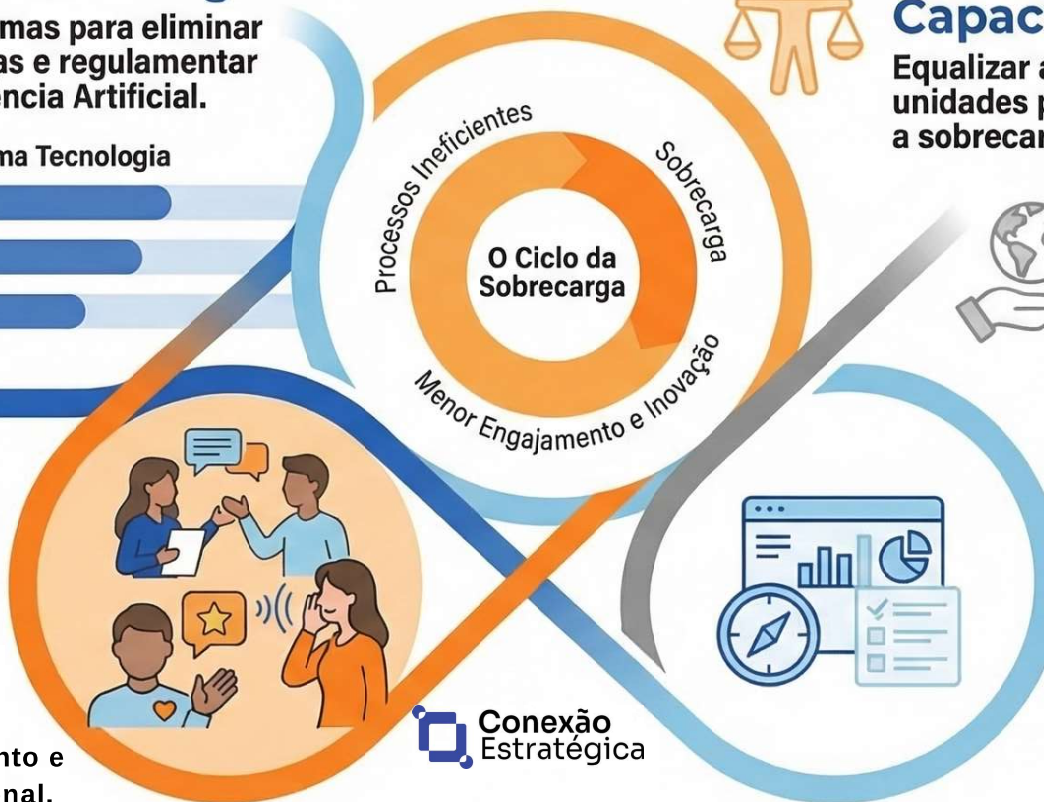 mas para eliminar
as e regulamentar
ncia Artificial.
ma Tecnologia
Processos Ineficientes
Sobrecarga
O Ciclo da
Sobrecarga
Menor Engajamento e Inovação
Capac
Equalizar a
unidades p
a sobrecar
Conexão
Estratégica
nto e
nal.